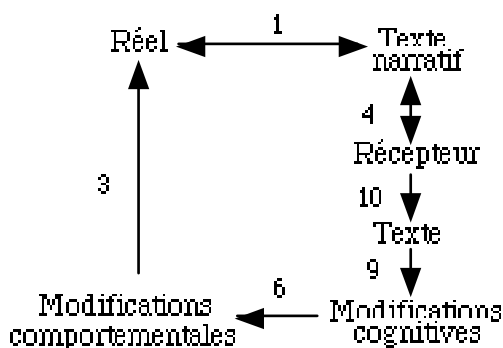 1
Réel
Texte
narratif
4
Récepteur
3
10
Texte
9
6
Modifications
comportementales
Modifications
cognitives